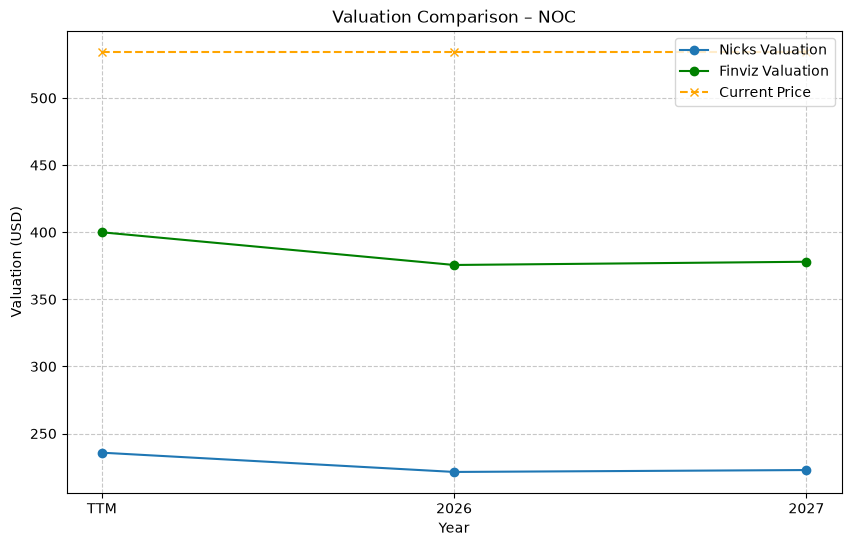 Valuation Comparison – NOC
Nicks Valuation
Finviz Valuation
Current Price
Valuation (USD)
500
450
400
350
300
250
TTM
2026
2027
Year